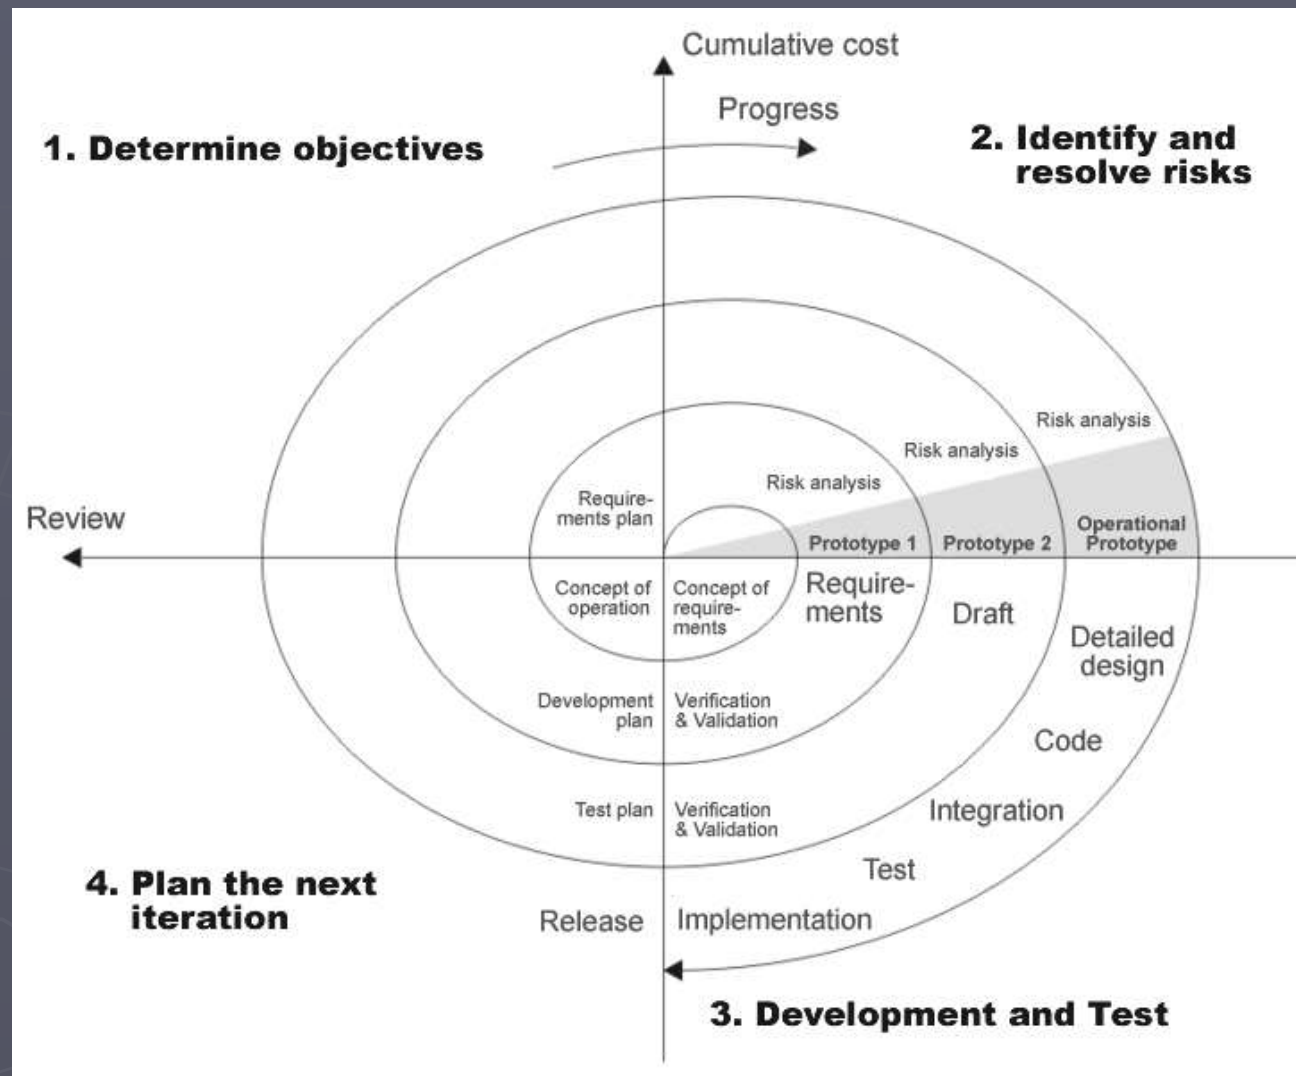 Cumulative cost
Progress
1. Determine objectives
2. Identify and
resolve risks
Risk analysis
Risk analysis
Risk analysis
Require-
ments plan
Review
Operational
Prototype
Prototype 1
Prototype 2
Concept of
operation
Concept of
require-
ments
Require-
ments
Draft
Detailed
design
Development
plan
Verification
& Validation
Code
Test plan
Verification
& Validation
Integration
Test
4. Plan the next
iteration
Release
Implementation
3. Development and Test